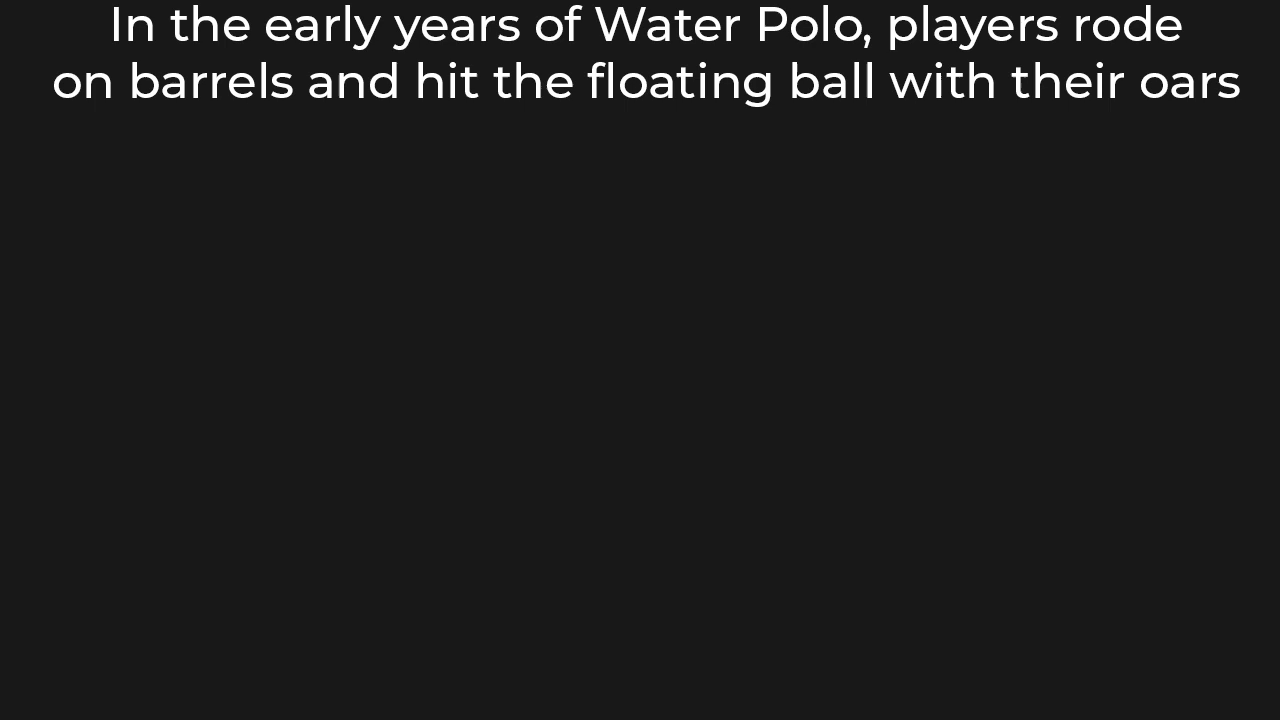 In the early years of Water Polo, players rode
on barrels and hit the floating ball with their oars